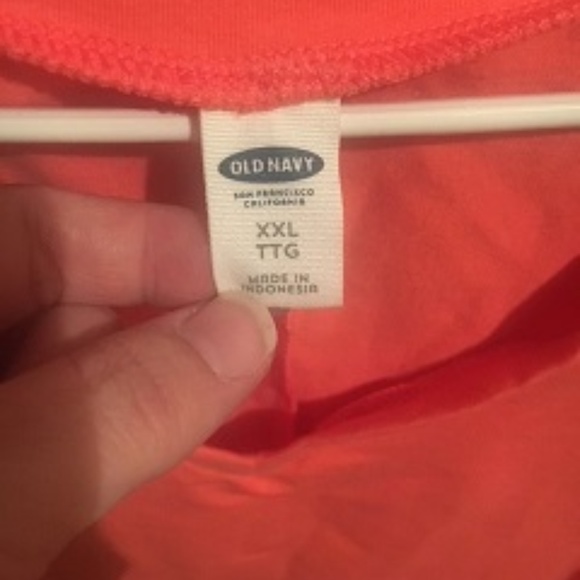 OLD NAVY
SAN FRANCISCO
CALIFORNIA
XXL
TTG
MADE IN
INDONESIA